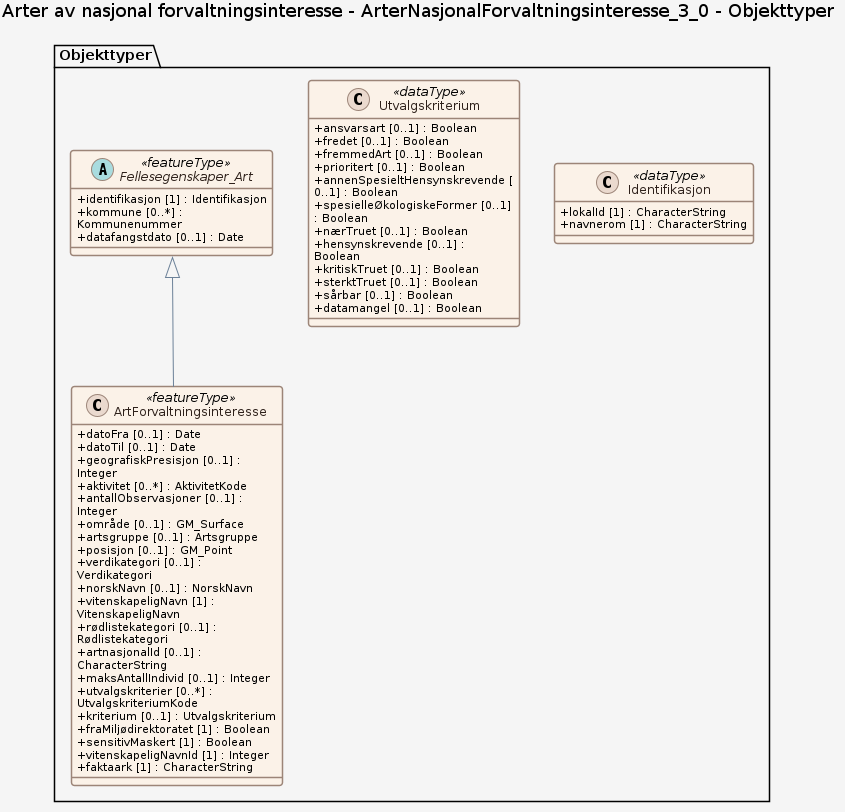 Arter av nasjonal forvaltningsinteresse - ArterNasjonalForvaltningsinteresse_3_0 - Objekttyper
Objekttyper
A
«featureType»
Fellesegenskaper_Art
+identifikasjon [1] : Identifikasjon
+kommune [0..*] :
Kommunenummer
+datafangstdato [0..1] : Date
C
«dataType»
Utvalgskriterium
+ansvarsart [0..1] : Boolean
+fredet [0..1] : Boolean
+fremmedArt [0..1] : Boolean
+prioritert [0..1] : Boolean
+annenSpesieltHensynskrevende [
0..1] : Boolean
+spesielleØkologiskeFormer [0..1]
: Boolean
+nærTruet [0..1] : Boolean
+hensynskrevende [0..1] :
Boolean
+kritiskTruet [0..1] : Boolean
+sterktTruet [0..1] : Boolean
+sårbar [0..1] : Boolean
+datamangel [0..1] : Boolean
C
«dataType»
Identifikasjon
+lokalId [1] : CharacterString
+navnerom [1] : CharacterString
C
«featureType»
ArtForvaltningsinteresse
+datoFra [0..1] : Date
+datoTil [0..1] : Date
+geografiskPresisjon [0..1] :
Integer
+aktivitet [0..*] : AktivitetKode
+antallObservasjoner [0..1] :
Integer
+område [0..1] : GM_Surface
+artsgruppe [0..1] : Artsgruppe
+posisjon [0..1] : GM_Point
+verdikategori [0..1] :
Verdikategori
+norskNavn [0..1] : NorskNavn
+vitenskapeligNavn [1] :
VitenskapeligNavn
+rødlistekategori [0..1] :
Rødlistekategori
+artnasjonalId [0..1] :
CharacterString
+maksAntallIndivid [0..1] : Integer
+utvalgskriterier [0..*] :
UtvalgskriteriumKode
+kriterium [0..1] : Utvalgskriterium
+fraMiljødirektoratet [1] : Boolean
+sensitivMaskert [1] : Boolean
+vitenskapeligNavnId [1] : Integer
+faktaark [1] : CharacterString